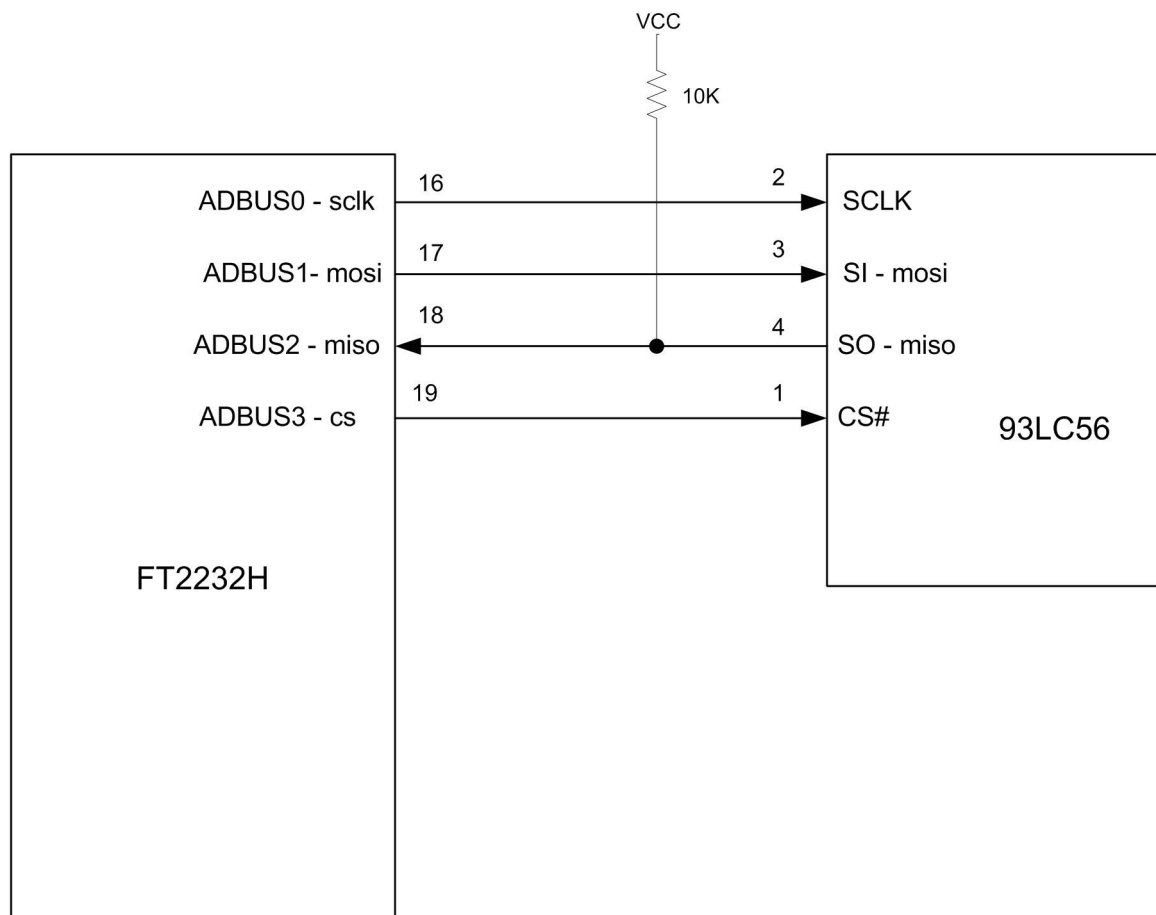 VCC
10K
ADBUS0 - sclk 16 2 SCLK
ADBUS1- mosi 17 3 SI - mosi
ADBUS2 - miso 18 4 SO - miso
ADBUS3 - cs 19 1 CS#
93LC56
FT2232H